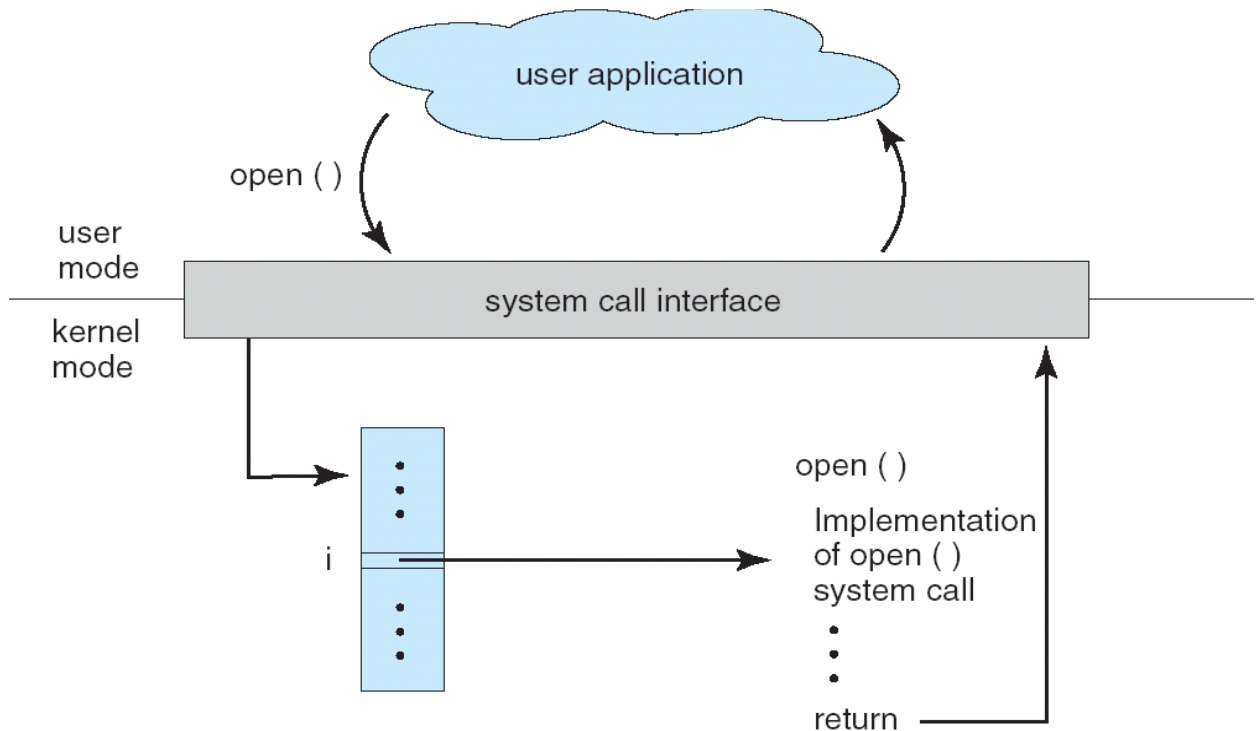 user application
open ( )
user
mode
system call interface
kernel
mode
open ( )
Implementation
of open ( )
system call
i
return